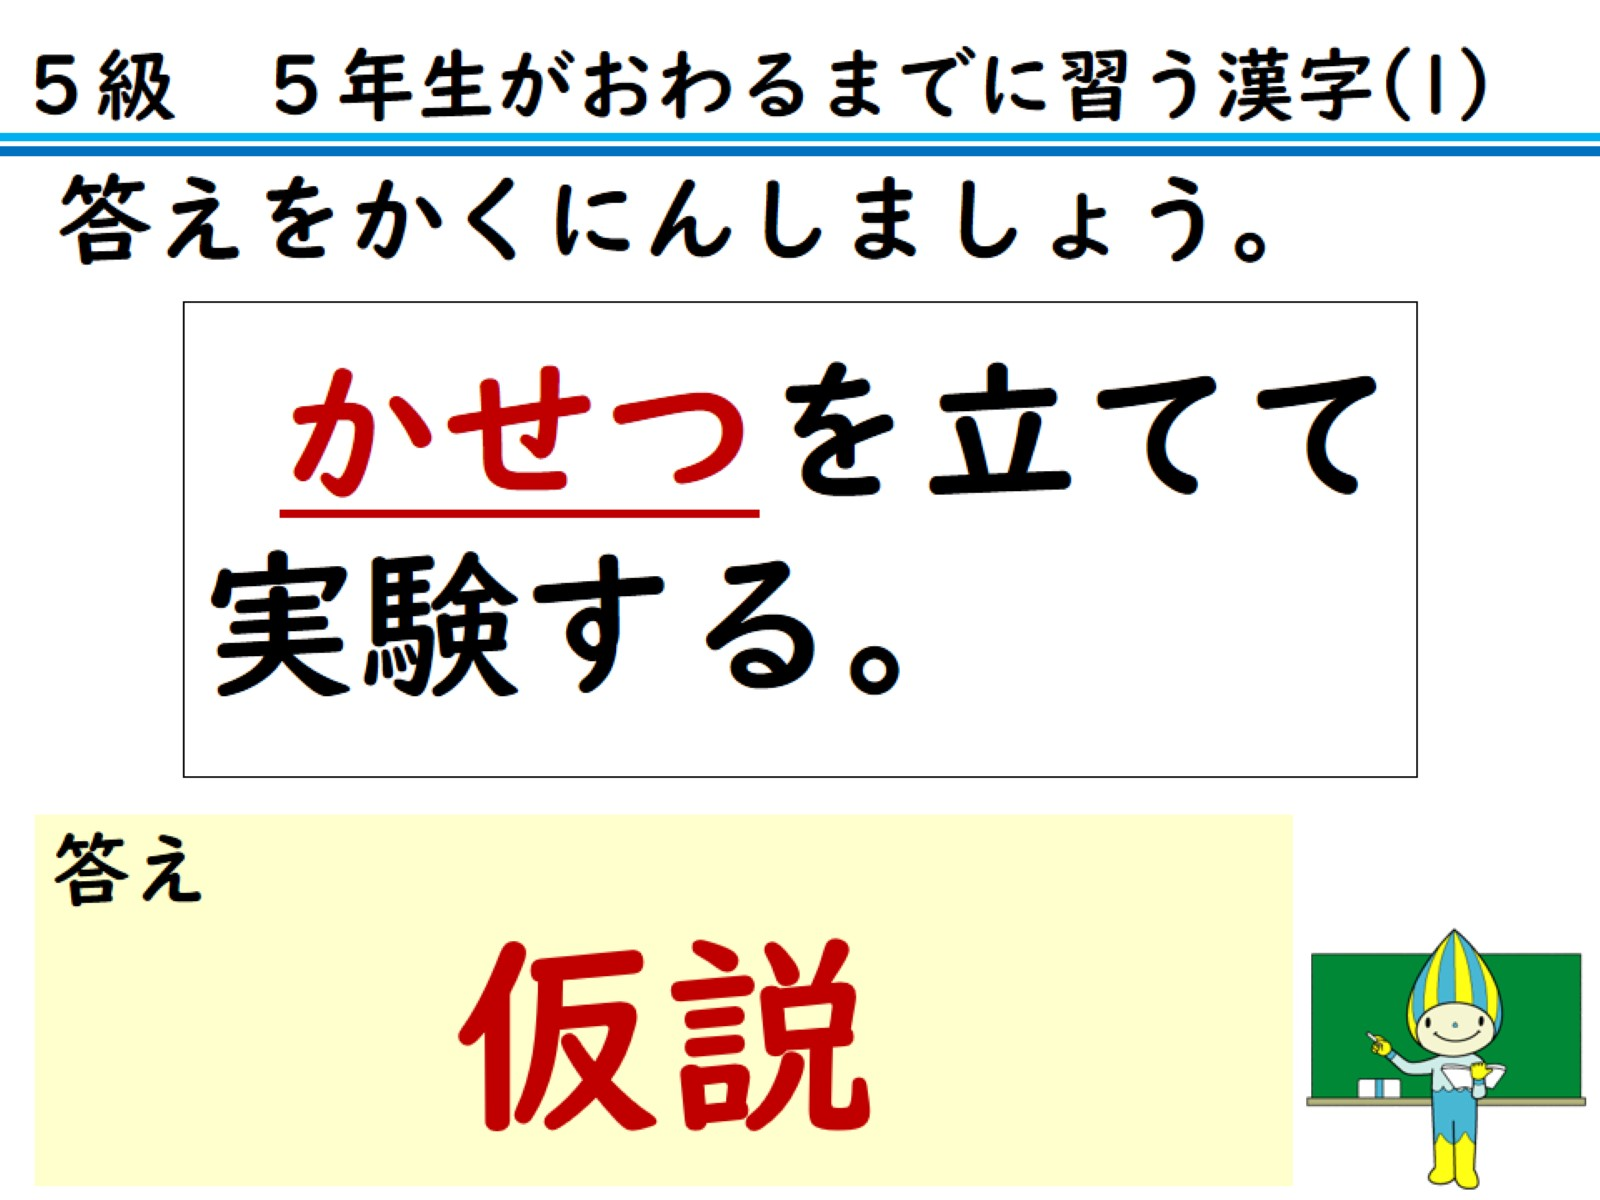 ５級　５年生がおわるまでに習う漢字(1)
答えをかくにんしましょう。
かせつを立てて
実験する。
答え
仮説